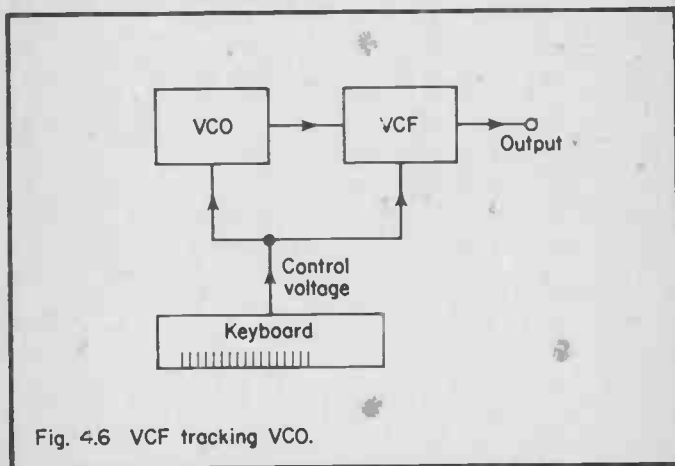 VCO
VCF
Output
Control
voltage
Keyboard
Fig. 4.6 VCF tracking VCO.